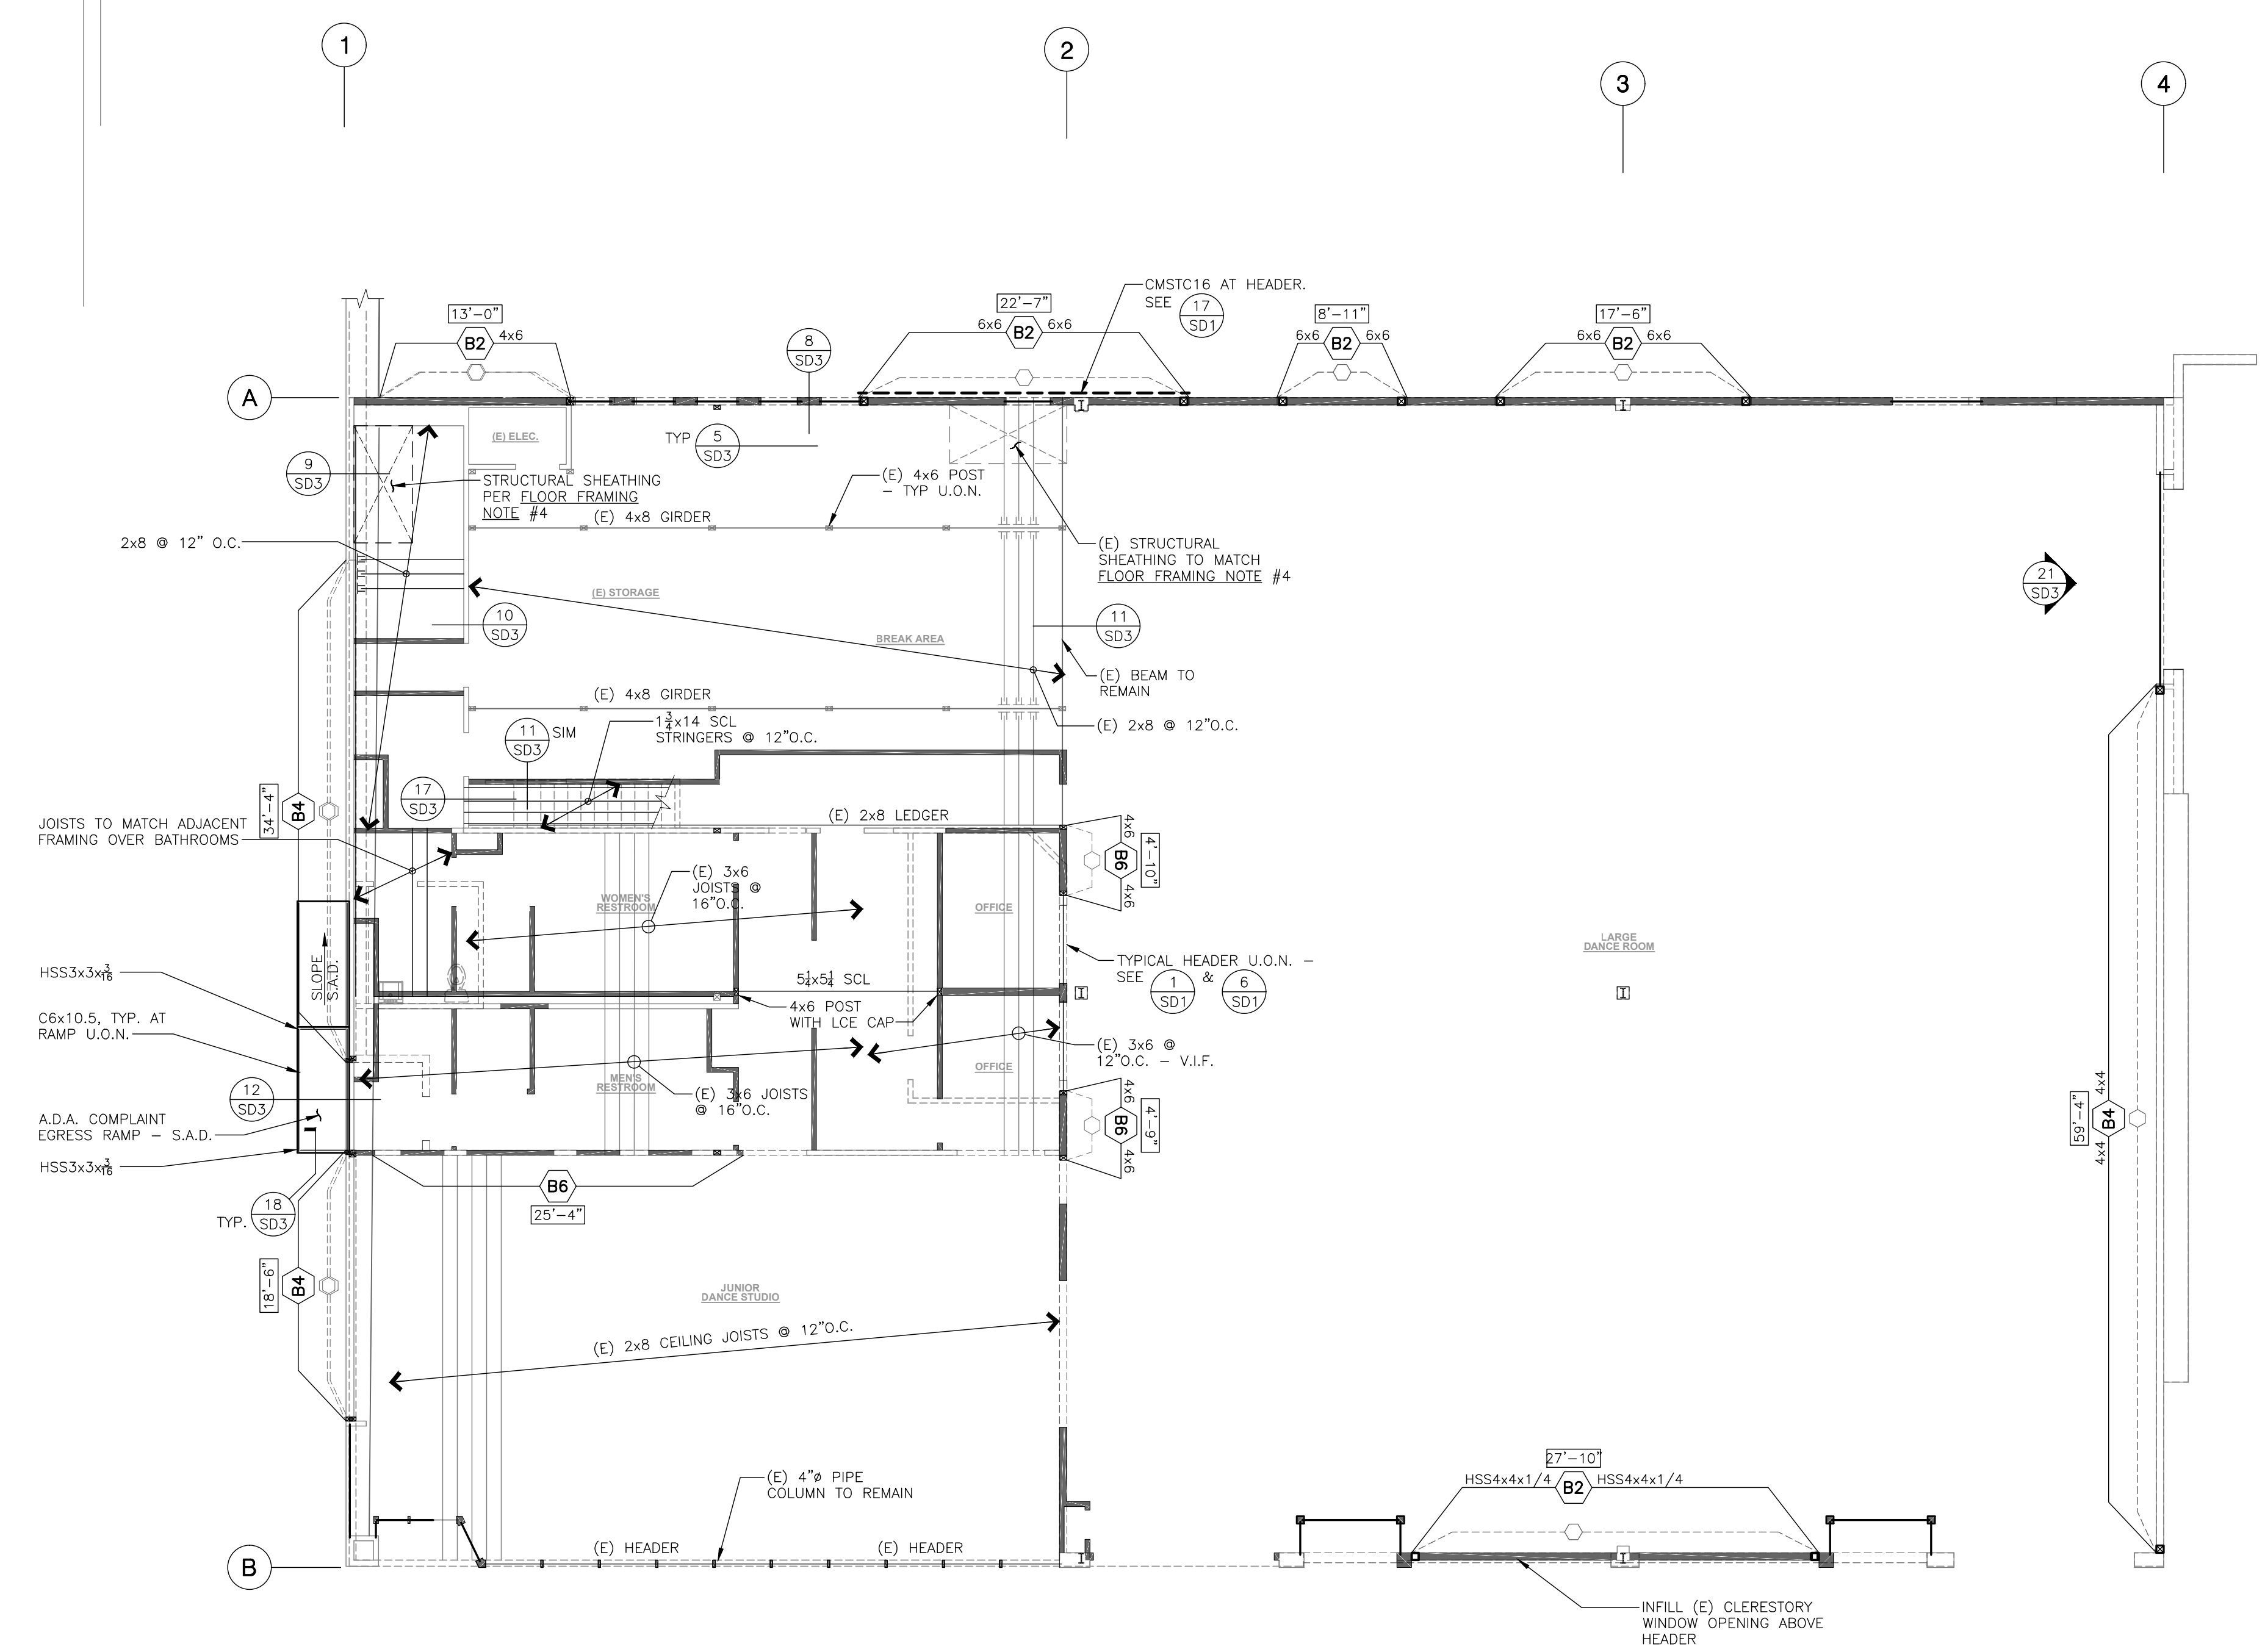 1
2
3
4
CMSTC16 AT HEADER.
SEE 17
SD1
13'-0"
B2 4x6
22'-7"
6x6 B2 6x6
8'-11"
6x6 B2 6x6
17'-6"
6x6 B2 6x6
8
SD3
A
(E) ELEC.
TYP 5
SD3
9
SD3
STRUCTURAL SHEATHING
PER FLOOR FRAMING
NOTE #4
(E) 4x6 POST
- TYP U.O.N.
(E) 4x8 GIRDER
2x8 @ 12" O.C.
(E) STRUCTURAL
SHEATHING TO MATCH
FLOOR FRAMING NOTE #4
21
SD3
(E) STORAGE
10
SD3
BREAK AREA
11
SD3
(E) BEAM TO
REMAIN
(E) 4x8 GIRDER
(E) 2x8 @ 12"O.C.
1¾x14 SCL
STRINGERS @ 12"O.C.
11
SD3
SIM
17
SD3
34'-4"
B4
JOISTS TO MATCH ADJACENT
FRAMING OVER BATHROOMS
(E) 2x8 LEDGER
4x6
B6
4x6
4'-10"
(E) 3x6
JOISTS @
16"O.C.
WOMEN'S
RESTROOM
OFFICE
LARGE
DANCE ROOM
TYPICAL HEADER U.O.N. -
SEE 1
SD1
& 6
SD1
SLOPE
S.A.D.
HSS3x3x3/16
5¼x5¼ SCL
4x6 POST
WITH LCE CAP
C6x10.5, TYP. AT
RAMP U.O.N.
(E) 3x6 @
12"O.C. - V.I.F.
OFFICE
MEN'S
RESTROOM
(E) 3x6 JOISTS
@ 16"O.C.
12
SD3
A.D.A. COMPLAINT
EGRESS RAMP - S.A.D.
HSS3x3x3/16
4x6
B6
4x6
4'-9"
59'-4"
4x4
B4
4x4
B6
25'-4"
TYP. 18
SD3
18'-6"
B4
JUNIOR
DANCE STUDIO
(E) 2x8 CEILING JOISTS @ 12"O.C.
(E) 4"ø PIPE
COLUMN TO REMAIN
27'-10"
HSS4x4x1/4 B2 HSS4x4x1/4
(E) HEADER
(E) HEADER
B
INFILL (E) CLERESTORY
WINDOW OPENING ABOVE
HEADER